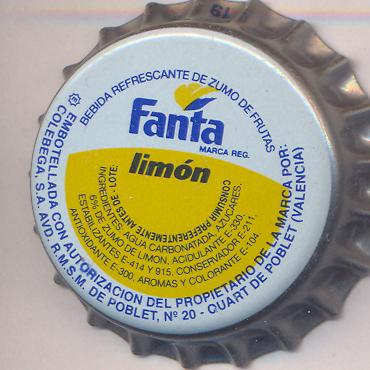 19
BEBIDA REFRESCANTE DE ZUMO DE FRUTAS
Fanta
MARCA REG.
limón
CONSUMIR PREFERENTEMENTE ANTES DE - LOTE:
INGREDIENTES: AGUA CARBONATADA, AZUCARES,
6% DE ZUMO DE LIMON, ACIDULANTE E-330,
ESTABILIZANTES E-414 Y 915, CONSERVADOR E-211,
ANTIOXIDANTE E-300, AROMAS Y COLORANTE E-104.
EMBOTELLADA CON AUTORIZACION DEL PROPIETARIO DE LA MARCA POR:
COLEBEGA, S.A. AVD. A.M.S.M. DE POBLET, Nº 20 - QUART DE POBLET (VALENCIA)